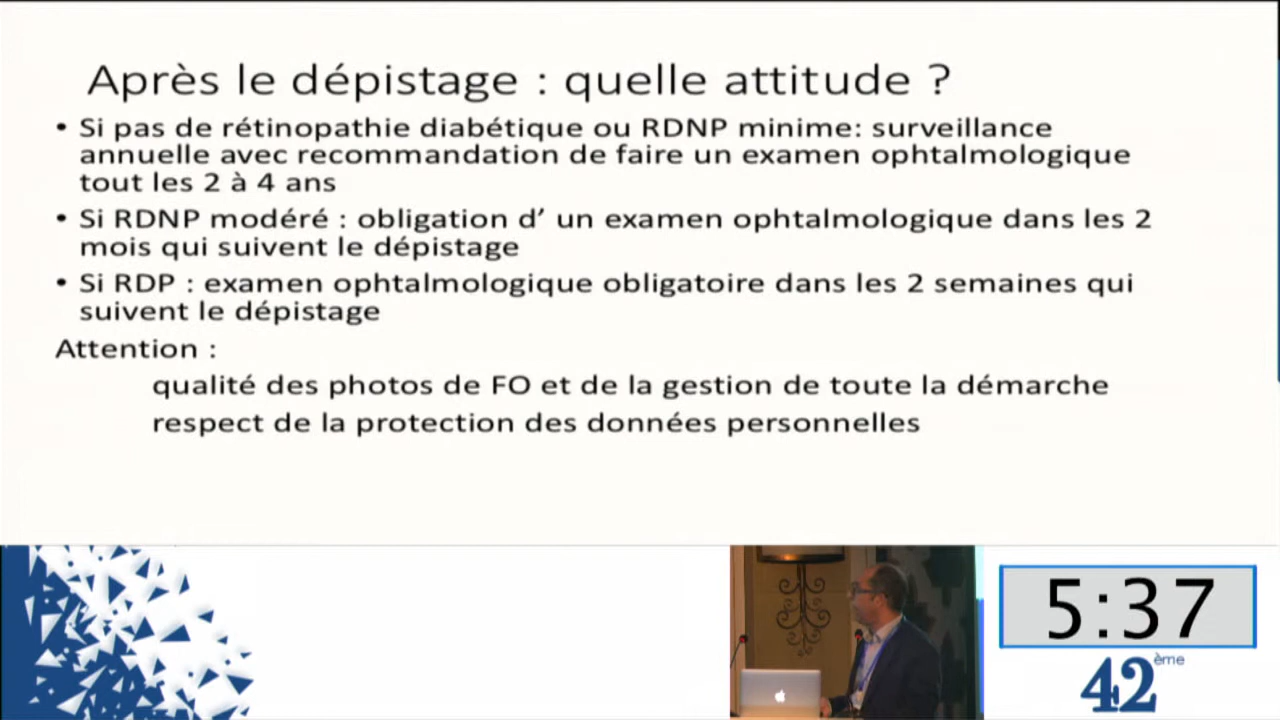 Après le dépistage : quelle attitude ?
• Si pas de rétinopathie diabétique ou RDNP minime: surveillance
annuelle avec recommandation de faire un examen ophtalmologique
tout les 2 à 4 ans
• Si RDNP modéré : obligation d’ un examen ophtalmologique dans les 2
mois qui suivent le dépistage
• Si RDP : examen ophtalmologique obligatoire dans les 2 semaines qui
suivent le dépistage
Attention :
qualité des photos de FO et de la gestion de toute la démarche
respect de la protection des données personnelles
5:37
42ème